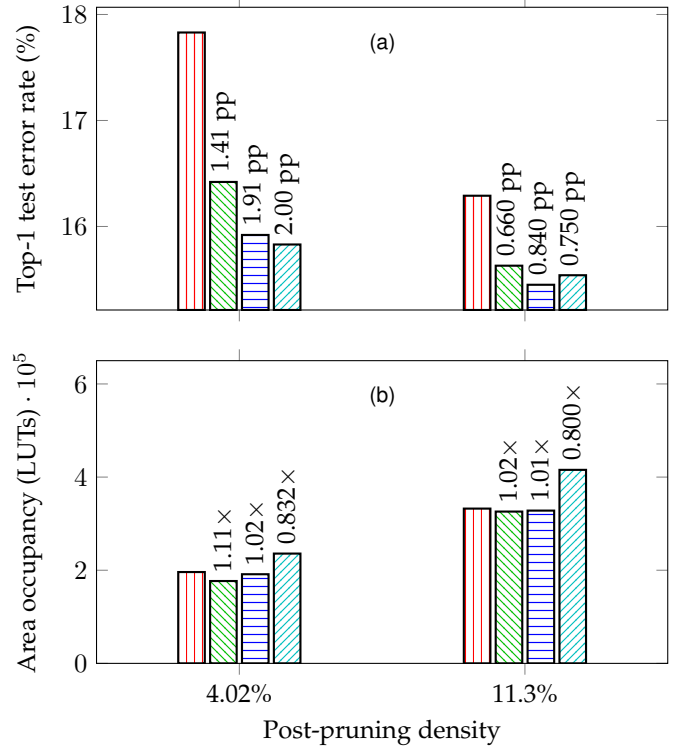 18
17
16
Top-1 test error rate (%)
(a)
1.41 pp
1.91 pp
2.00 pp
0.660 pp
0.840 pp
0.750 pp
6
4
2
0
Area occupancy (LUTs) · 10⁵
(b)
1.11×
1.02×
0.832×
1.02×
1.01×
0.800×
4.02%
11.3%
Post-pruning density